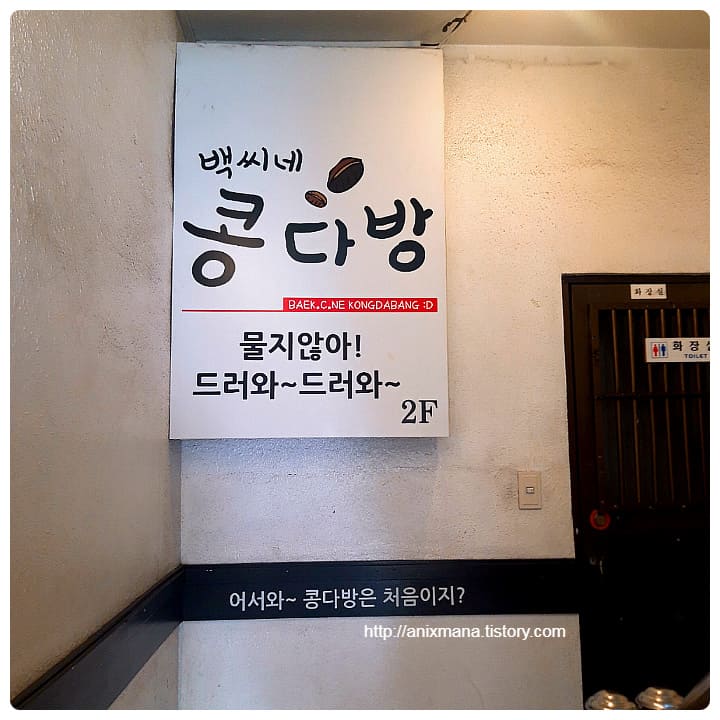 백씨네
콩다방
BAEK.C.NE KONGDABANG :D
물지않아!
드러와~드러와~
2F
화장실
화장실
TOILET
어서와~ 콩다방은 처음이지?
http://anixmana.tistory.com